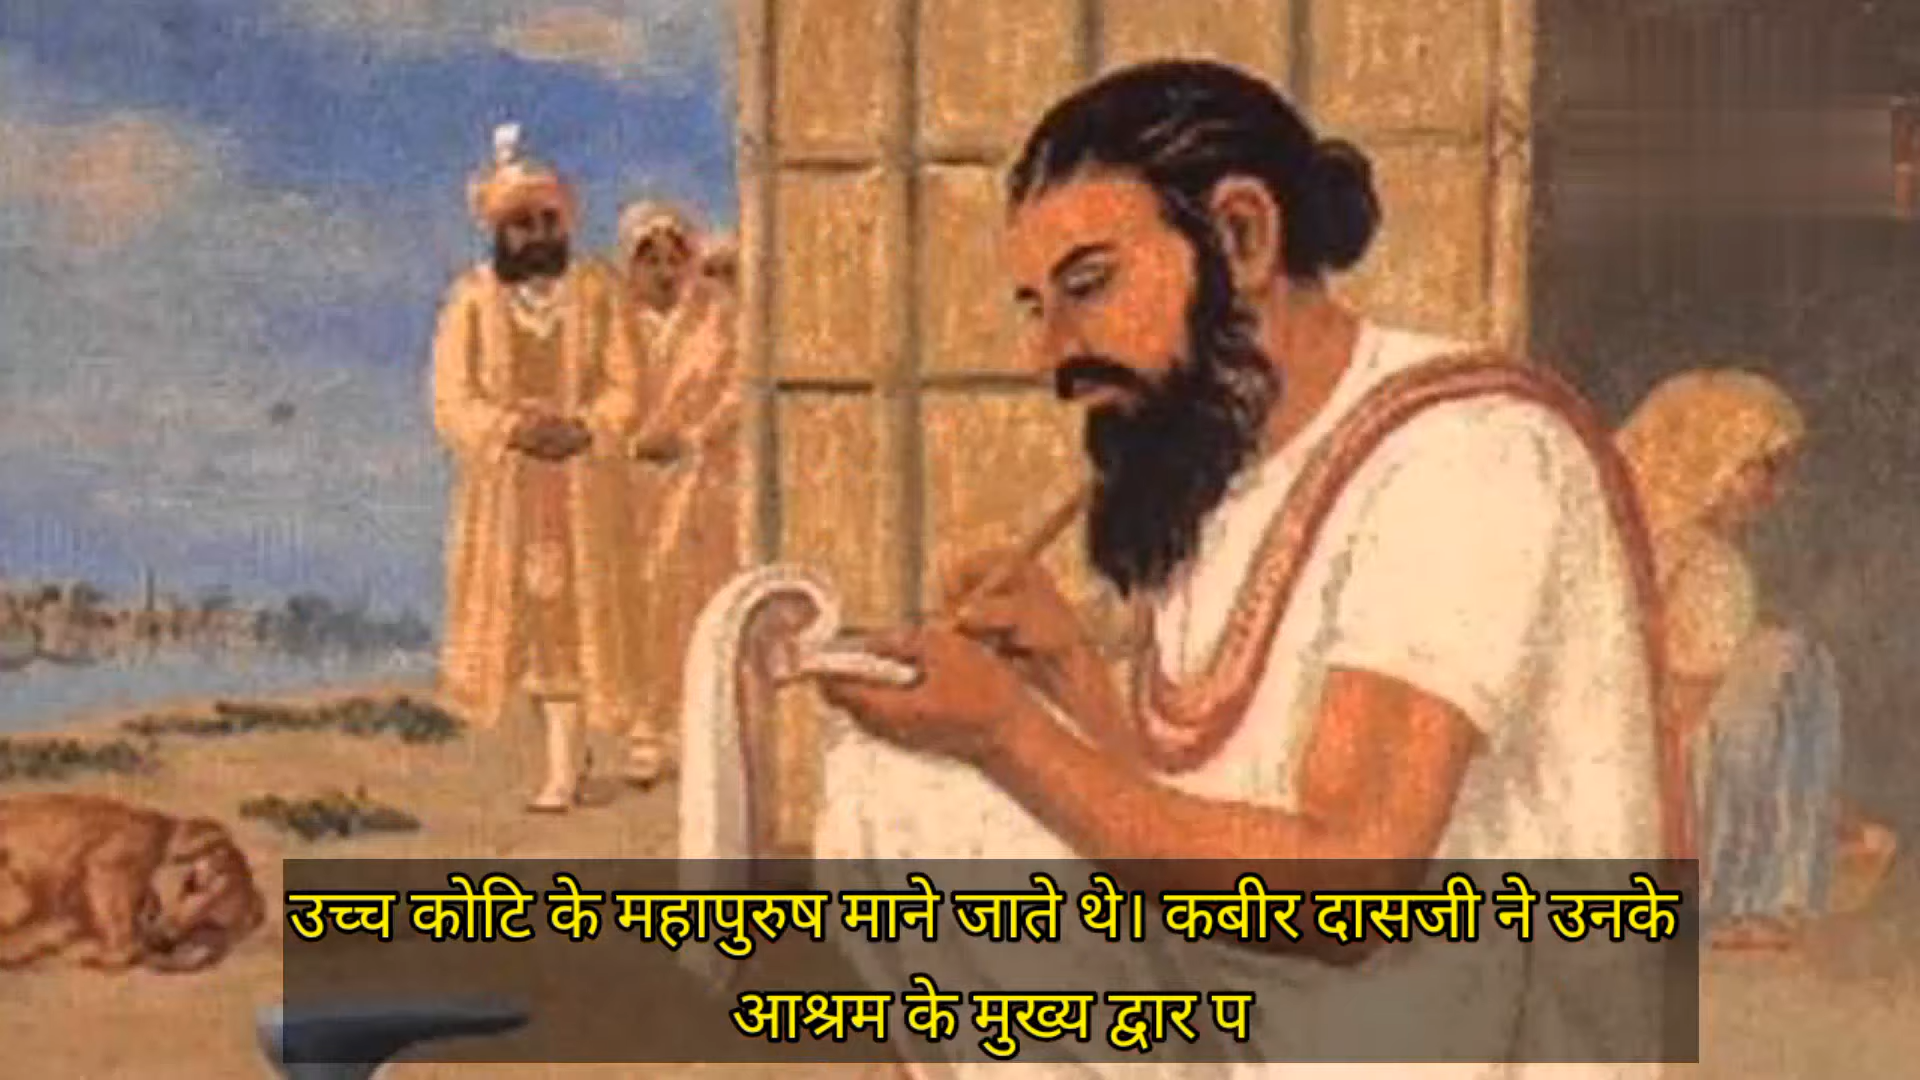 उच्च कोटि के महापुरुष माने जाते थे। कबीर दासजी ने उनके
आश्रम के मुख्य द्वार प